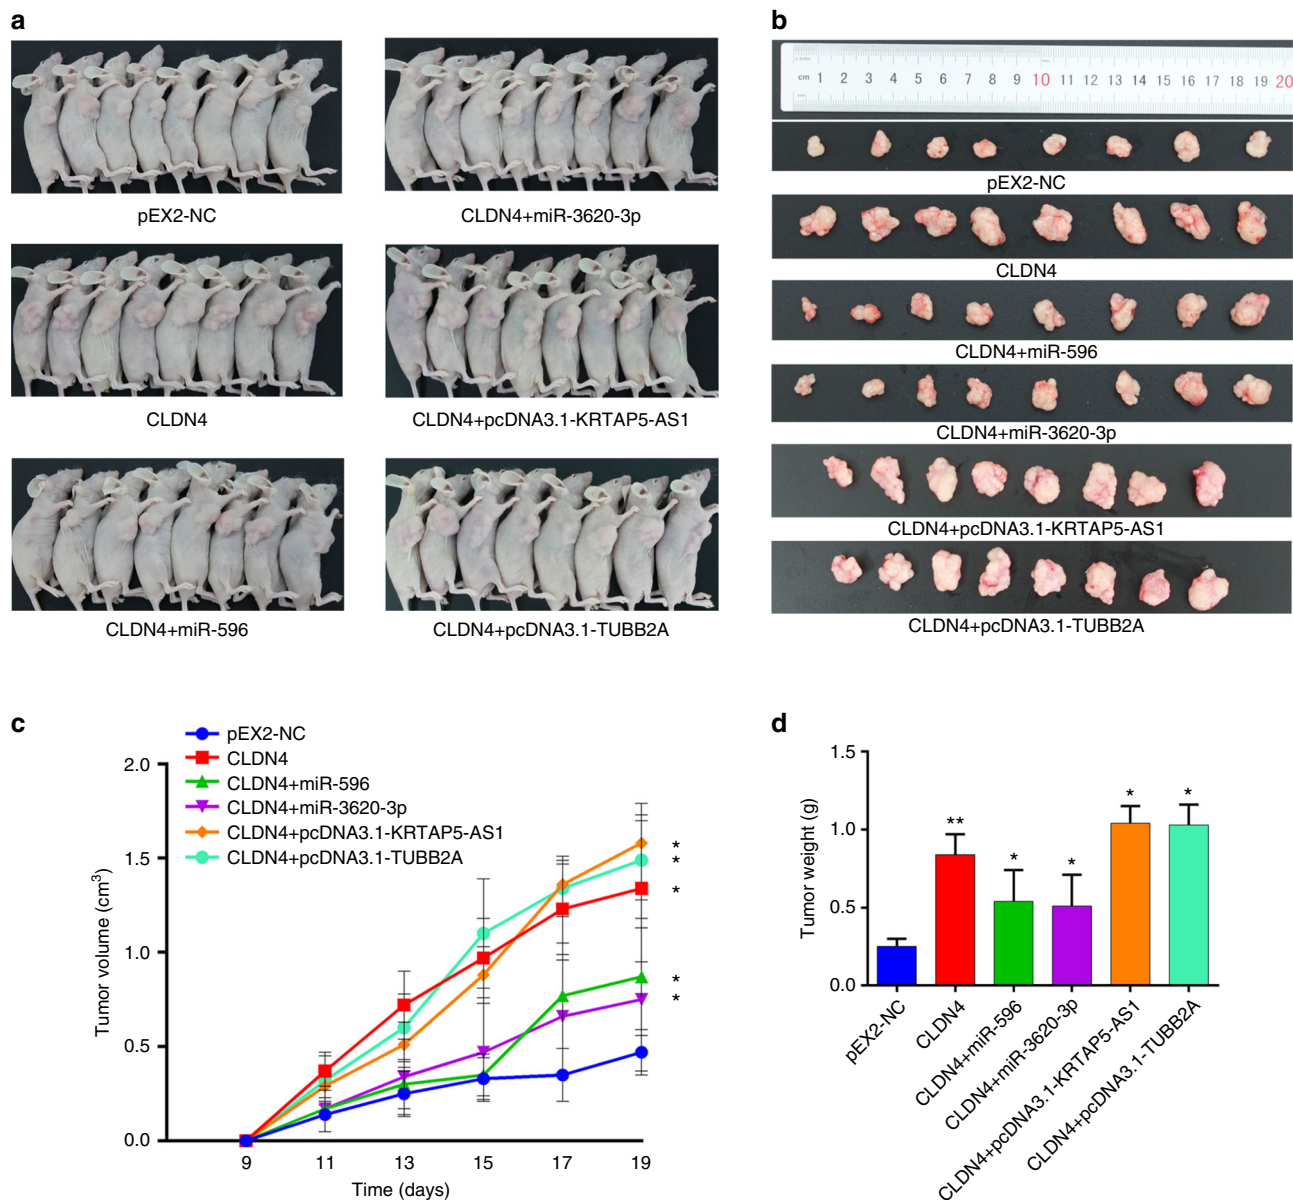 a
pEX2-NC
CLDN4+miR-3620-3p
CLDN4
CLDN4+pcDNA3.1-KRTAP5-AS1
CLDN4+miR-596
CLDN4+pcDNA3.1-TUBB2A
b
cm 1 2 3 4 5 6 7 8 9 10 11 12 13 14 15 16 17 18 19 20
pEX2-NC
CLDN4
CLDN4+miR-596
CLDN4+miR-3620-3p
CLDN4+pcDNA3.1-KRTAP5-AS1
CLDN4+pcDNA3.1-TUBB2A
c
pEX2-NC
CLDN4
CLDN4+miR-596
CLDN4+miR-3620-3p
CLDN4+pcDNA3.1-KRTAP5-AS1
CLDN4+pcDNA3.1-TUBB2A
Tumor volume (cm³)
2.0
1.5
1.0
0.5
0.0
*
*
*
*
*
9 11 13 15 17 19
Time (days)
d
Tumor weight (g)
1.5
1.0
0.5
0.0
** * * * *
pEX2-NC
CLDN4
CLDN4+miR-596
CLDN4+miR-3620-3p
CLDN4+pcDNA3.1-KRTAP5-AS1
CLDN4+pcDNA3.1-TUBB2A